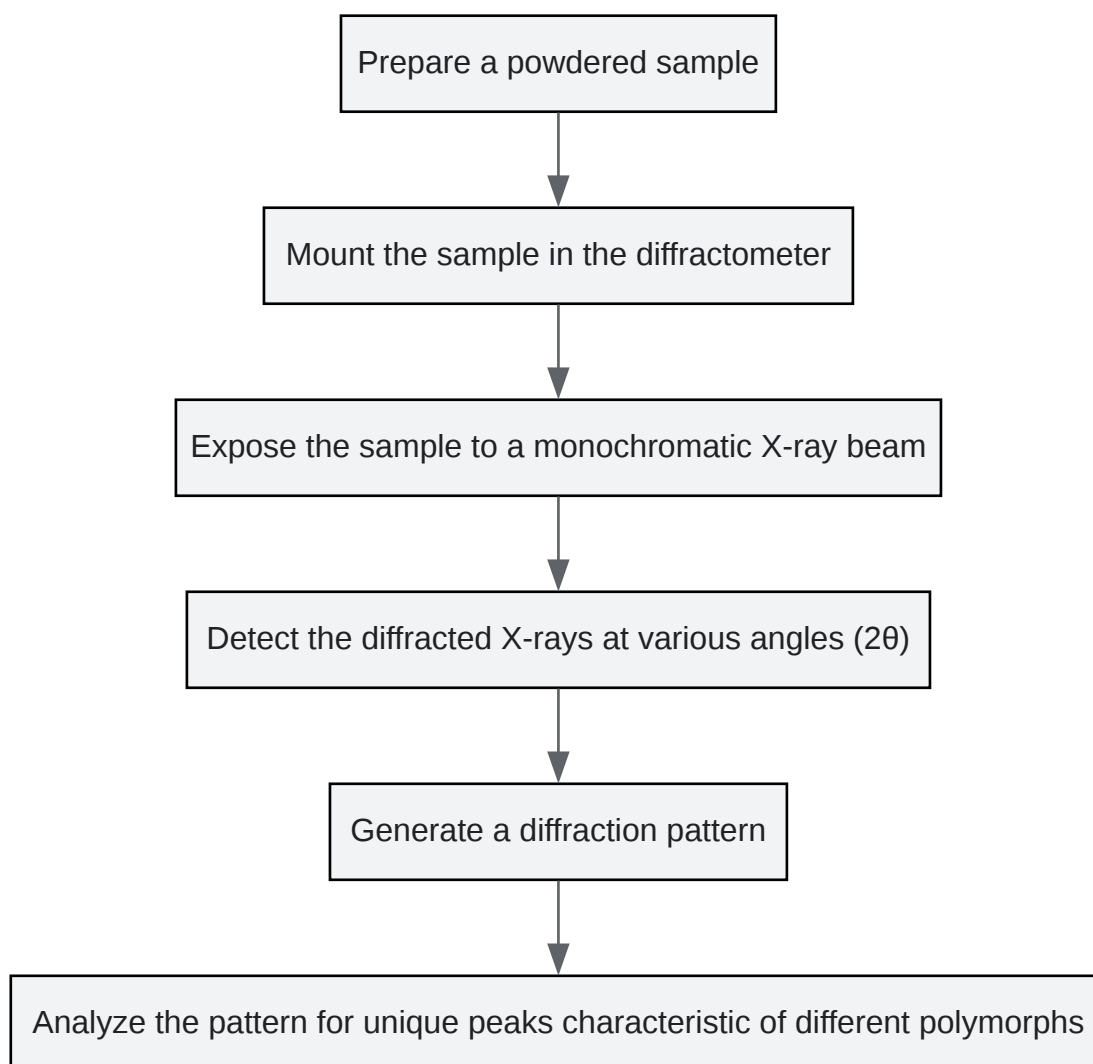 Prepare a powdered sample
Mount the sample in the diffractometer
Expose the sample to a monochromatic X-ray beam
Detect the diffracted X-rays at various angles (2θ)
Generate a diffraction pattern
Analyze the pattern for unique peaks characteristic of different polymorphs